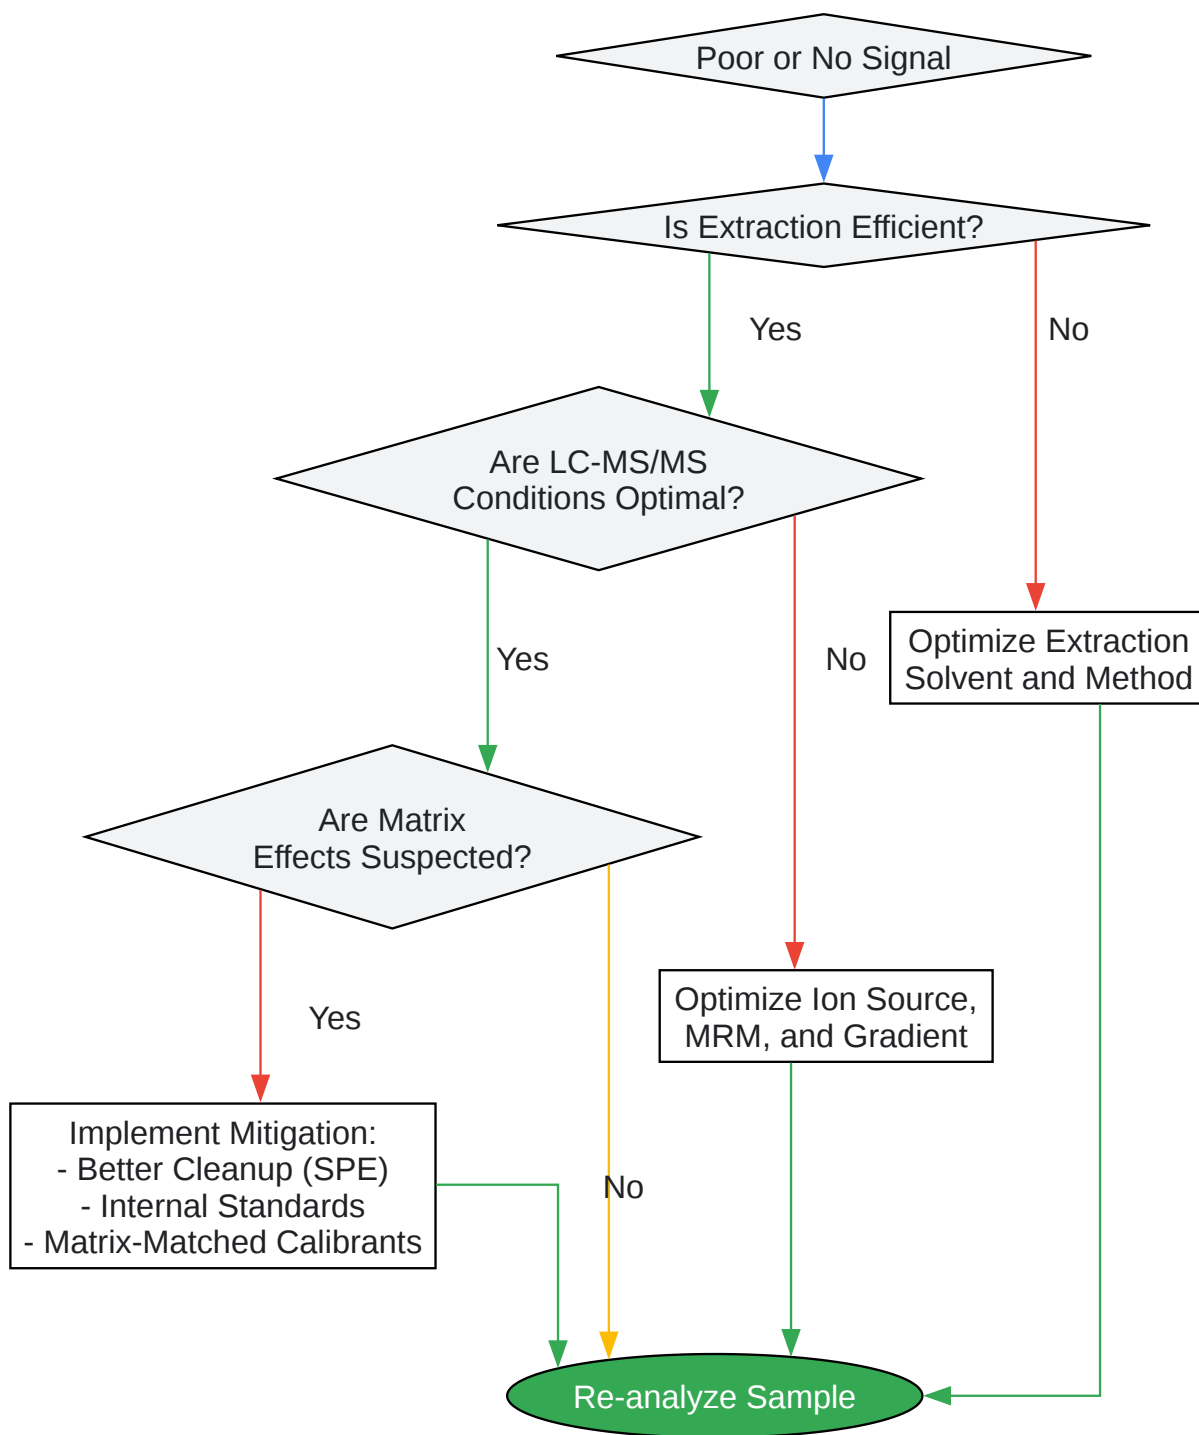 Poor or No Signal
Is Extraction Efficient?
Yes
No
Are LC-MS/MS
Conditions Optimal?
Yes
No
Optimize Extraction
Solvent and Method
Are Matrix
Effects Suspected?
Yes
Optimize Ion Source,
MRM, and Gradient
Implement Mitigation:
- Better Cleanup (SPE)
- Internal Standards
- Matrix-Matched Calibrants
No
Re-analyze Sample